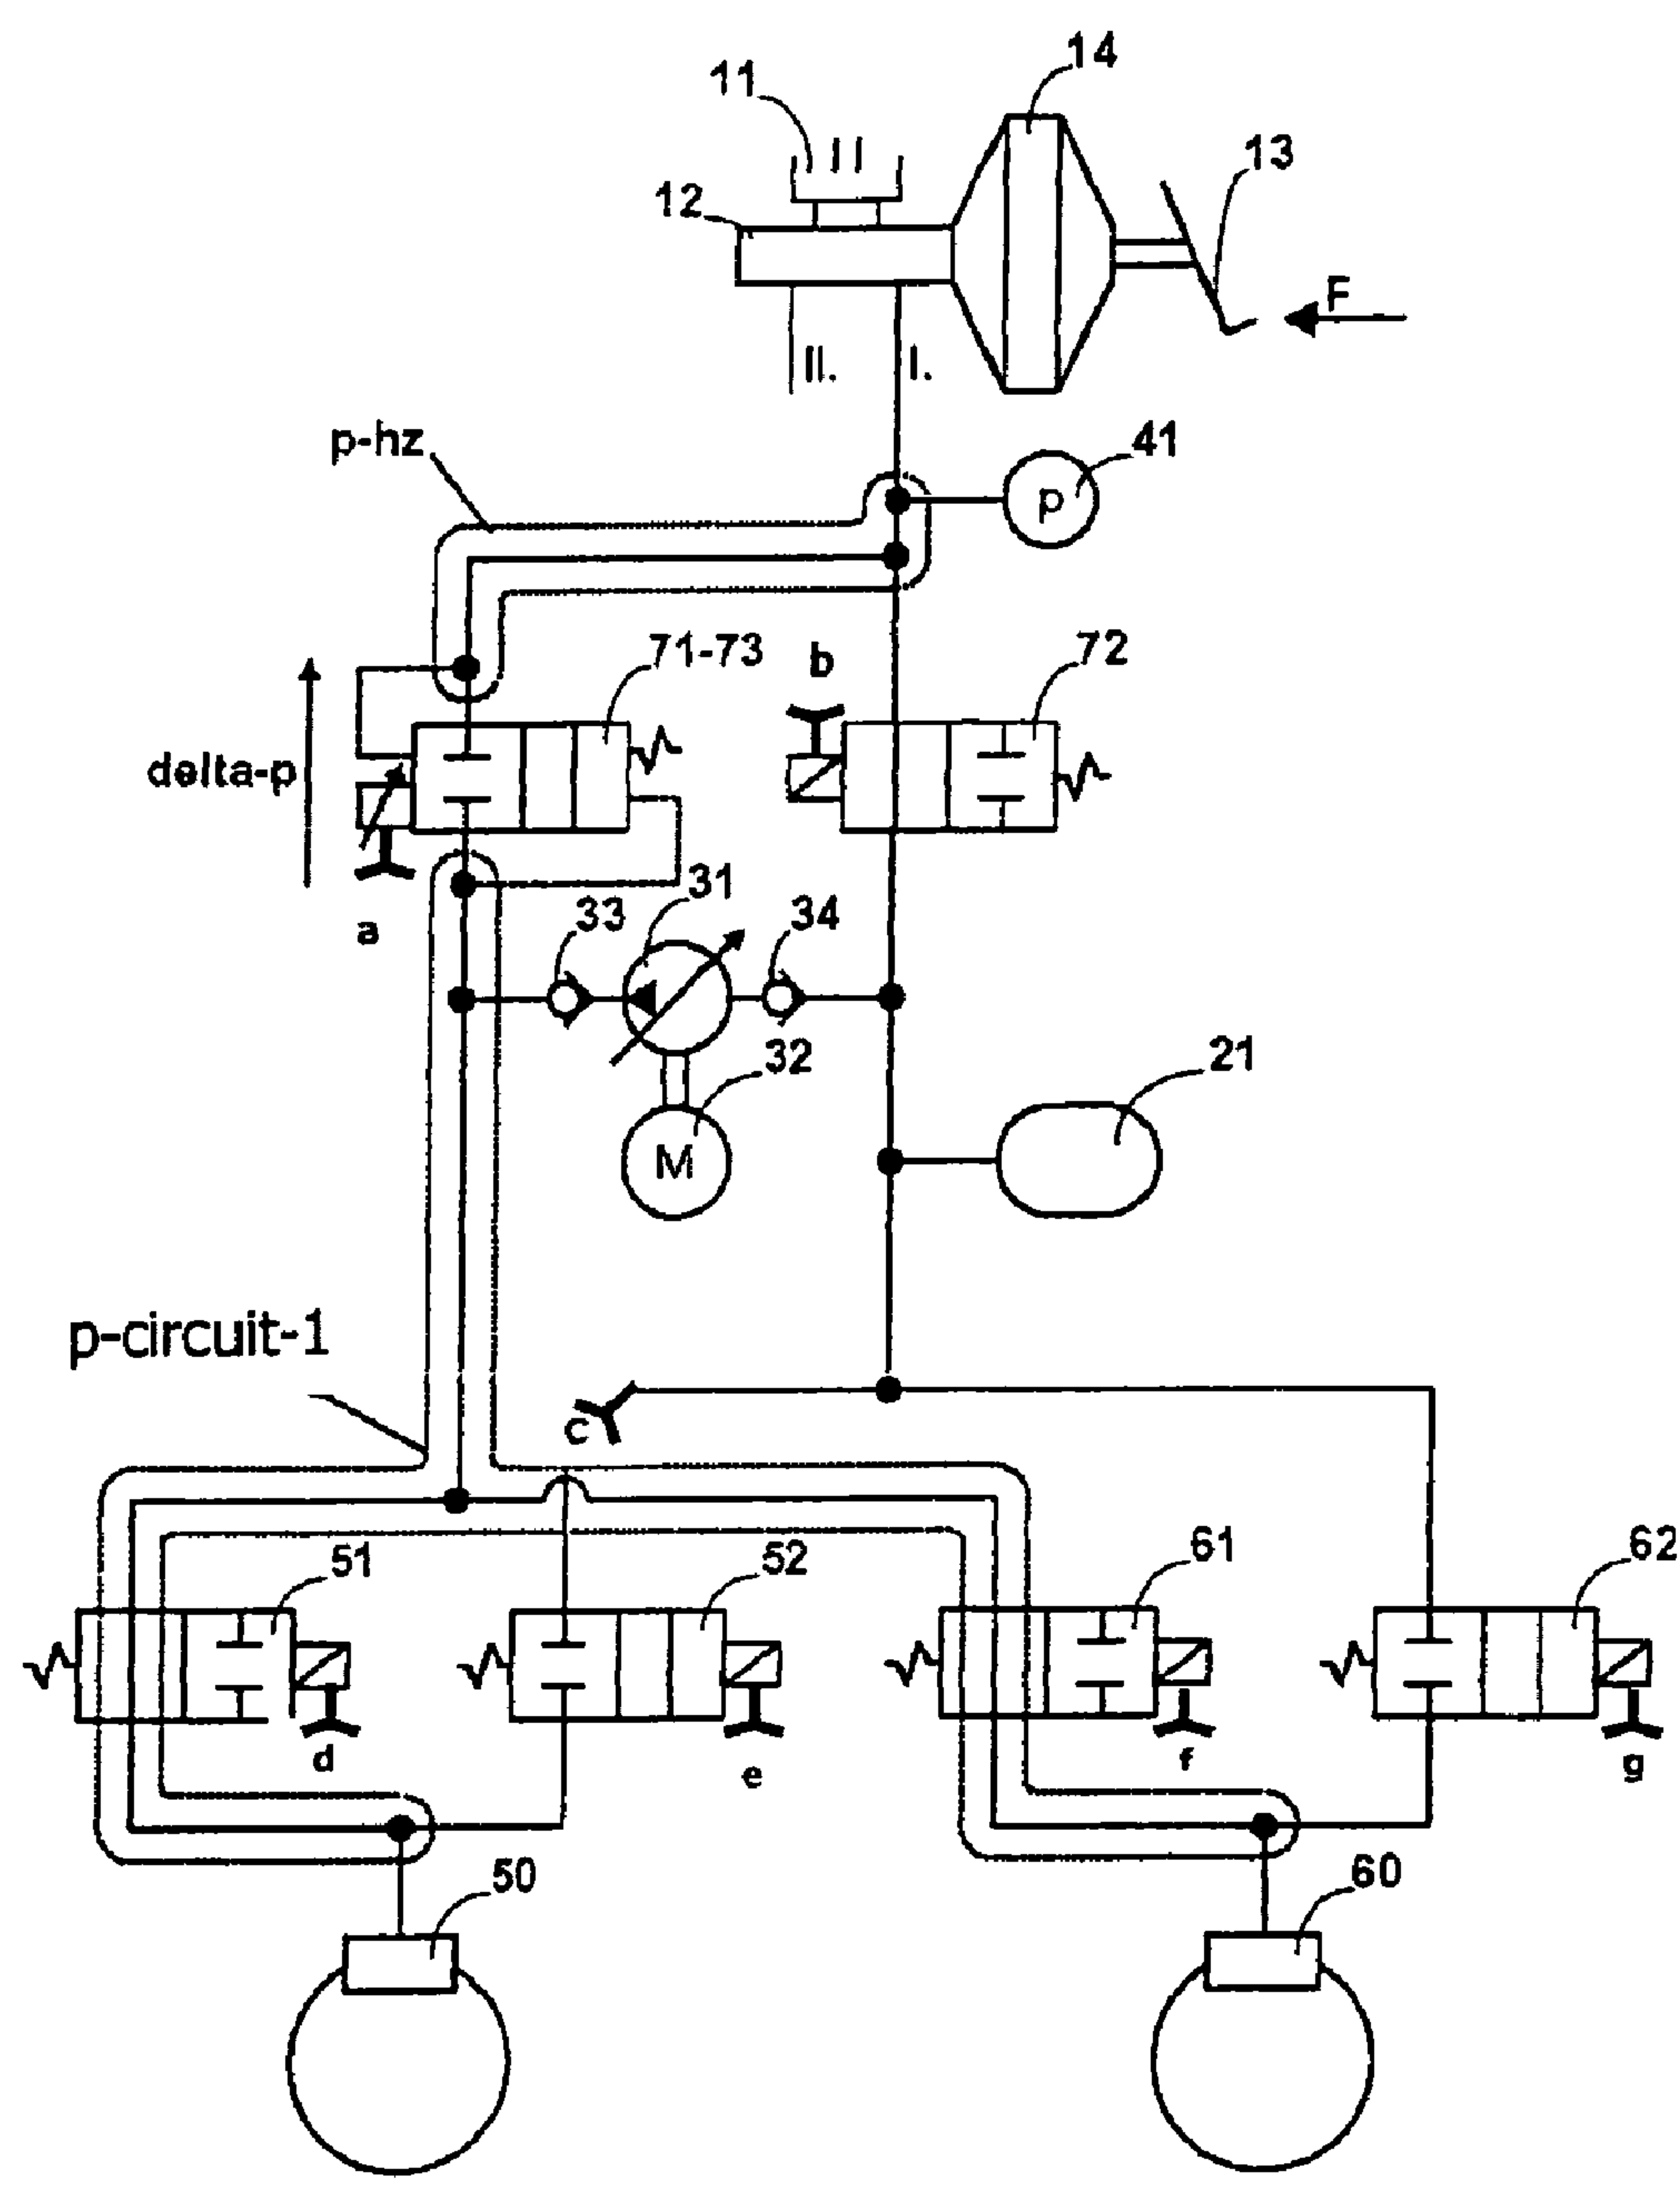 14
11
13
12
F
II.
I.
p-hz
41
p
71-73
b
72
delta-p
a
33
31
34
32
21
M
p-circuit-1
c
51
52
61
62
d
e
f
g
50
60